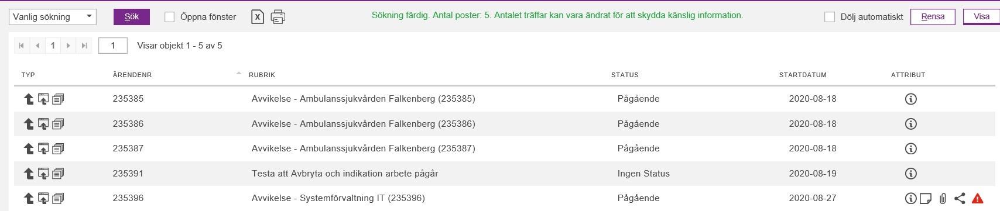 Vanlig sökning Sök Öppna fönster X Sökning färdig. Antal poster: 5. Antalet träffar kan vara ändrat för att skydda känslig information. Dölj automatiskt Rensa Visa
1 1 Visar objekt 1 - 5 av 5
TYP ÄRENDENR RUBRIK STATUS STARTDATUM ATTRIBUT
235385 Avvikelse - Ambulanssjukvården Falkenberg (235385) Pågående 2020-08-18
235386 Avvikelse - Ambulanssjukvården Falkenberg (235386) Pågående 2020-08-18
235387 Avvikelse - Ambulanssjukvården Falkenberg (235387) Pågående 2020-08-18
235391 Testa att Avbryta och indikation arbete pågår Ingen Status 2020-08-19
235396 Avvikelse - Systemförvaltning IT (235396) Pågående 2020-08-27